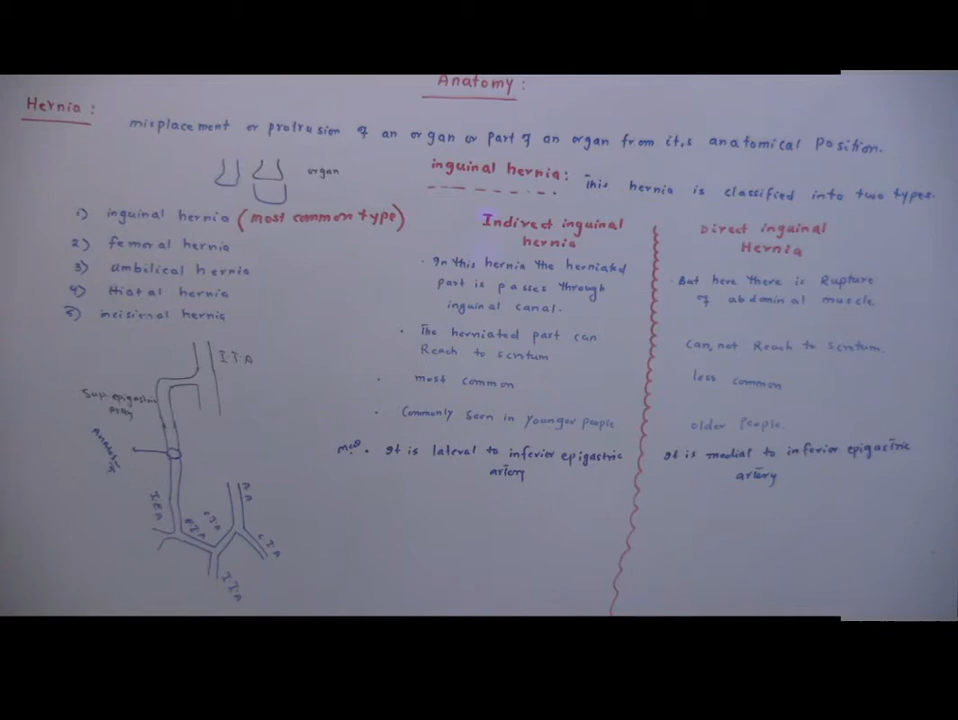 Anatomy:
Hernia:
misplacement or protrusion of an organ or part of an organ from it,s anatomical position.
organ
1) inguinal hernia (most common type)
2) femoral hernia
3) umbilical hernia
4) Hiatal hernia
5) incisional hernia
inguinal hernia: This hernia is classified into two types.
Indirect inguinal
hernia
· In this hernia the herniated
part is passes through
inguinal canal.
· The herniated part can
Reach to scrotum
· most common
· Commonly seen in younger people
· It is lateral to inferior epigastric
artery
Direct inguinal
Hernia
· But here there is Rupture
of abdominal muscle
can,not Reach to scrotum.
less common
older people.
It is medial to inferior epigastric
artery
I.T.A
Sup. epigastric
artery
I.E.A
E.I.A
C.I.A
A.A
C.I.A
I.I.A